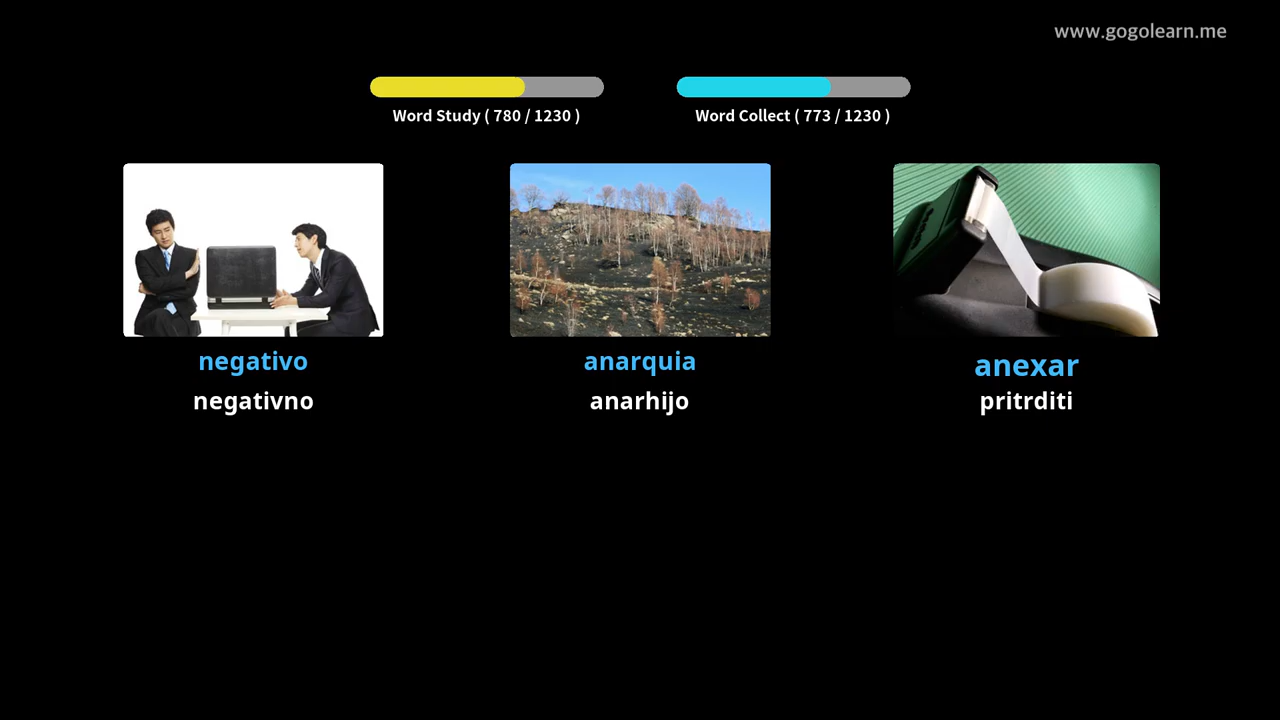 www.gogolearn.me
Word Study ( 780 / 1230 )
Word Collect ( 773 / 1230 )
negativo
negativno
anarquia
anarhijo
anexar
pritrditi